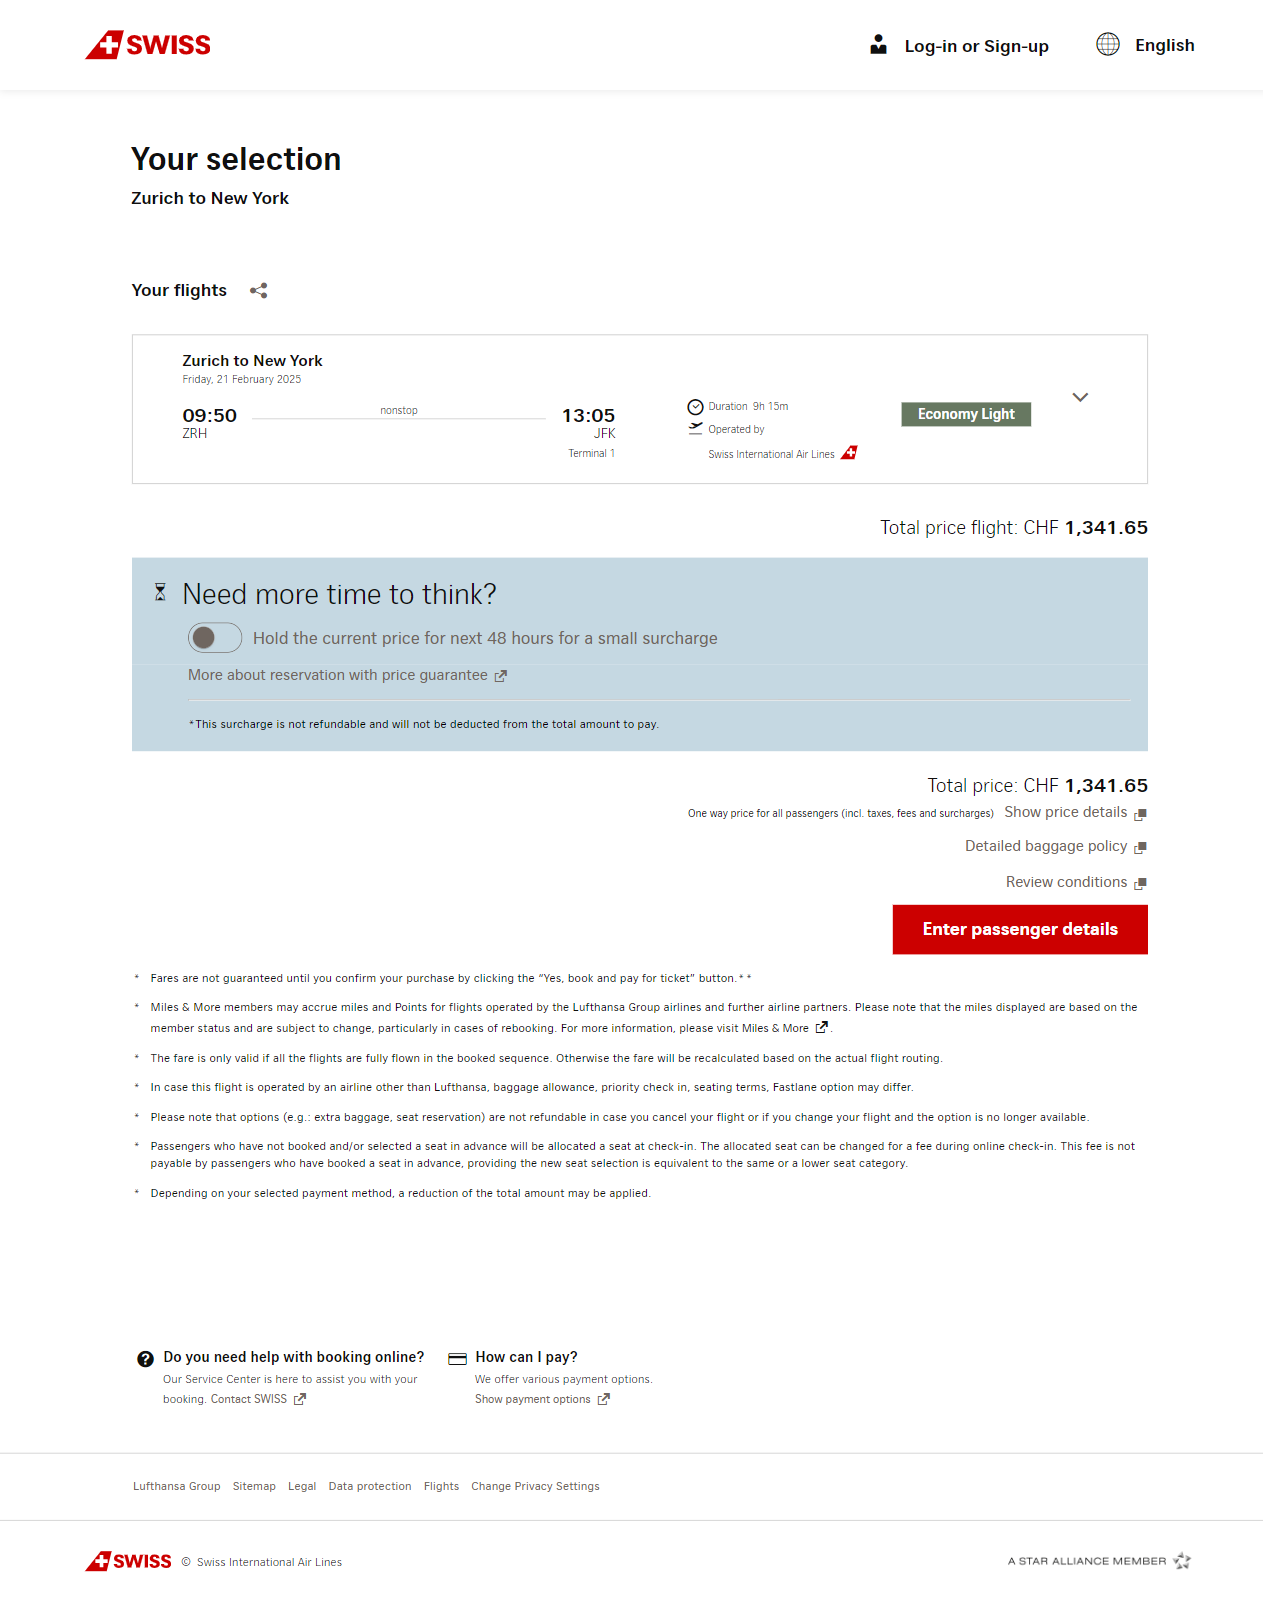 SWISS
Log-in or Sign-up
English
Your selection
Zurich to New York
Your flights
Zurich to New York
Friday, 21 February 2025
09:50
nonstop
13:05
ZRH
JFK
Terminal 1
Duration 9h 15m
Operated by
Swiss International Air Lines
Economy Light
Total price flight: CHF 1,341.65
Need more time to think?
Hold the current price for next 48 hours for a small surcharge
More about reservation with price guarantee
*This surcharge is not refundable and will not be deducted from the total amount to pay.
Total price: CHF 1,341.65
One way price for all passengers (incl. taxes, fees and surcharges) Show price details
Detailed baggage policy
Review conditions
Enter passenger details
* Fares are not guaranteed until you confirm your purchase by clicking the “Yes, book and pay for ticket” button.**
* Miles & More members may accrue miles and Points for flights operated by the Lufthansa Group airlines and further airline partners. Please note that the miles displayed are based on the
member status and are subject to change, particularly in cases of rebooking. For more information, please visit Miles & More .
* The fare is only valid if all the flights are fully flown in the booked sequence. Otherwise the fare will be recalculated based on the actual flight routing.
* In case this flight is operated by an airline other than Lufthansa, baggage allowance, priority check in, seating terms, Fastlane option may differ.
* Please note that options (e.g.: extra baggage, seat reservation) are not refundable in case you cancel your flight or if you change your flight and the option is no longer available.
* Passengers who have not booked and/or selected a seat in advance will be allocated a seat at check-in. The allocated seat can be changed for a fee during online check-in. This fee is not
payable by passengers who have booked a seat in advance, providing the new seat selection is equivalent to the same or a lower seat category.
* Depending on your selected payment method, a reduction of the total amount may be applied.
Do you need help with booking online?
Our Service Center is here to assist you with your
booking. Contact SWISS
How can I pay?
We offer various payment options.
Show payment options
Lufthansa Group Sitemap Legal Data protection Flights Change Privacy Settings
SWISS © Swiss International Air Lines
A STAR ALLIANCE MEMBER